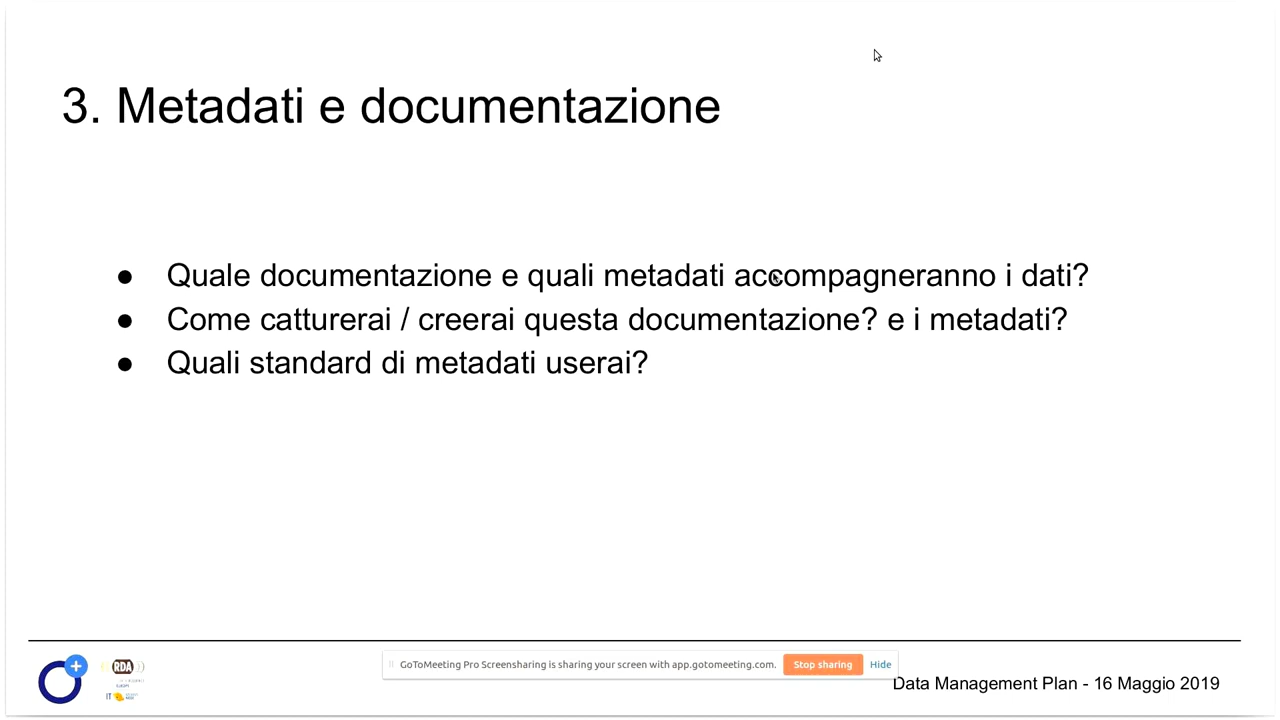 3. Metadati e documentazione
● Quale documentazione e quali metadati accompagneranno i dati?
● Come catturerai / creerai questa documentazione? e i metadati?
● Quali standard di metadati userai?
RDA
IT
GoToMeeting Pro Screensharing is sharing your screen with app.gotomeeting.com. Stop sharing Hide
Data Management Plan - 16 Maggio 2019